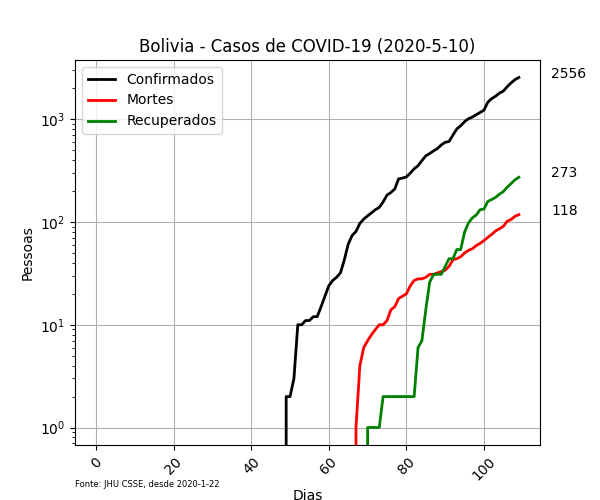 Bolivia - Casos de COVID-19 (2020-5-10)
Confirmados
Mortes
Recuperados
2556
273
118
10³
10²
10¹
10⁰
Pessoas
0
20
40
60
80
100
Fonte: JHU CSSE, desde 2020-1-22
Dias